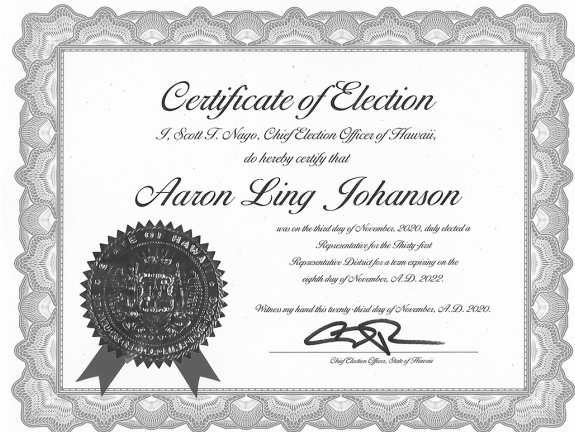 Certificate of Election
I, Scott T. Nago, Chief Election Officer of Hawaii,
do hereby certify that
Aaron Ling Johanson
was on the third day of November, 2020, duly elected a
Representative for the Thirty-first
Representative District for a term expiring on the
eighth day of November, A.D. 2022.
Witness my hand this twenty-third day of November, A.D. 2020.
Chief Election Officer, State of Hawaii
STATE OF HAWAII